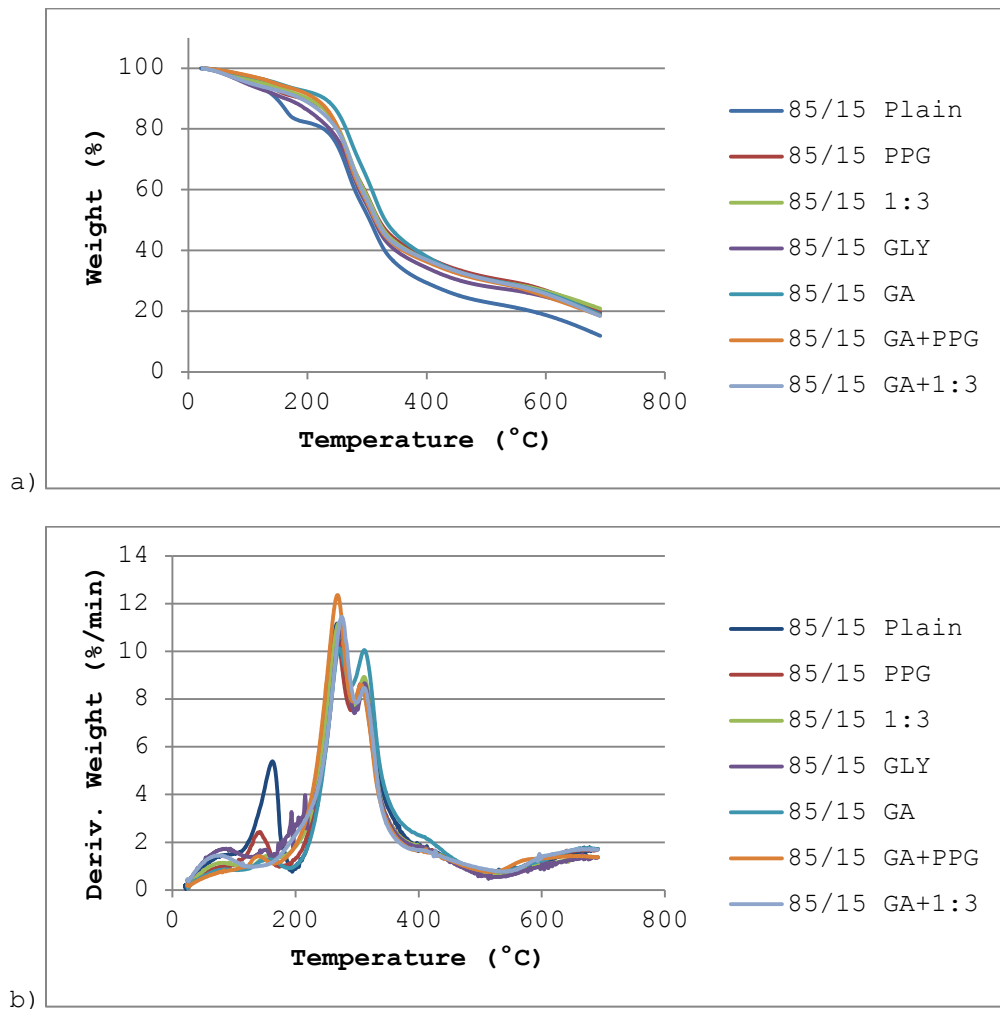 100
80
60
40
20
0
Weight (%)
0 200 400 600 800
Temperature (°C)
85/15 Plain
85/15 PPG
85/15 1:3
85/15 GLY
85/15 GA
85/15 GA+PPG
85/15 GA+1:3
a)
14
12
10
8
6
4
2
0
Deriv. Weight (%/min)
0 200 400 600 800
Temperature (°C)
85/15 Plain
85/15 PPG
85/15 1:3
85/15 GLY
85/15 GA
85/15 GA+PPG
85/15 GA+1:3
b)